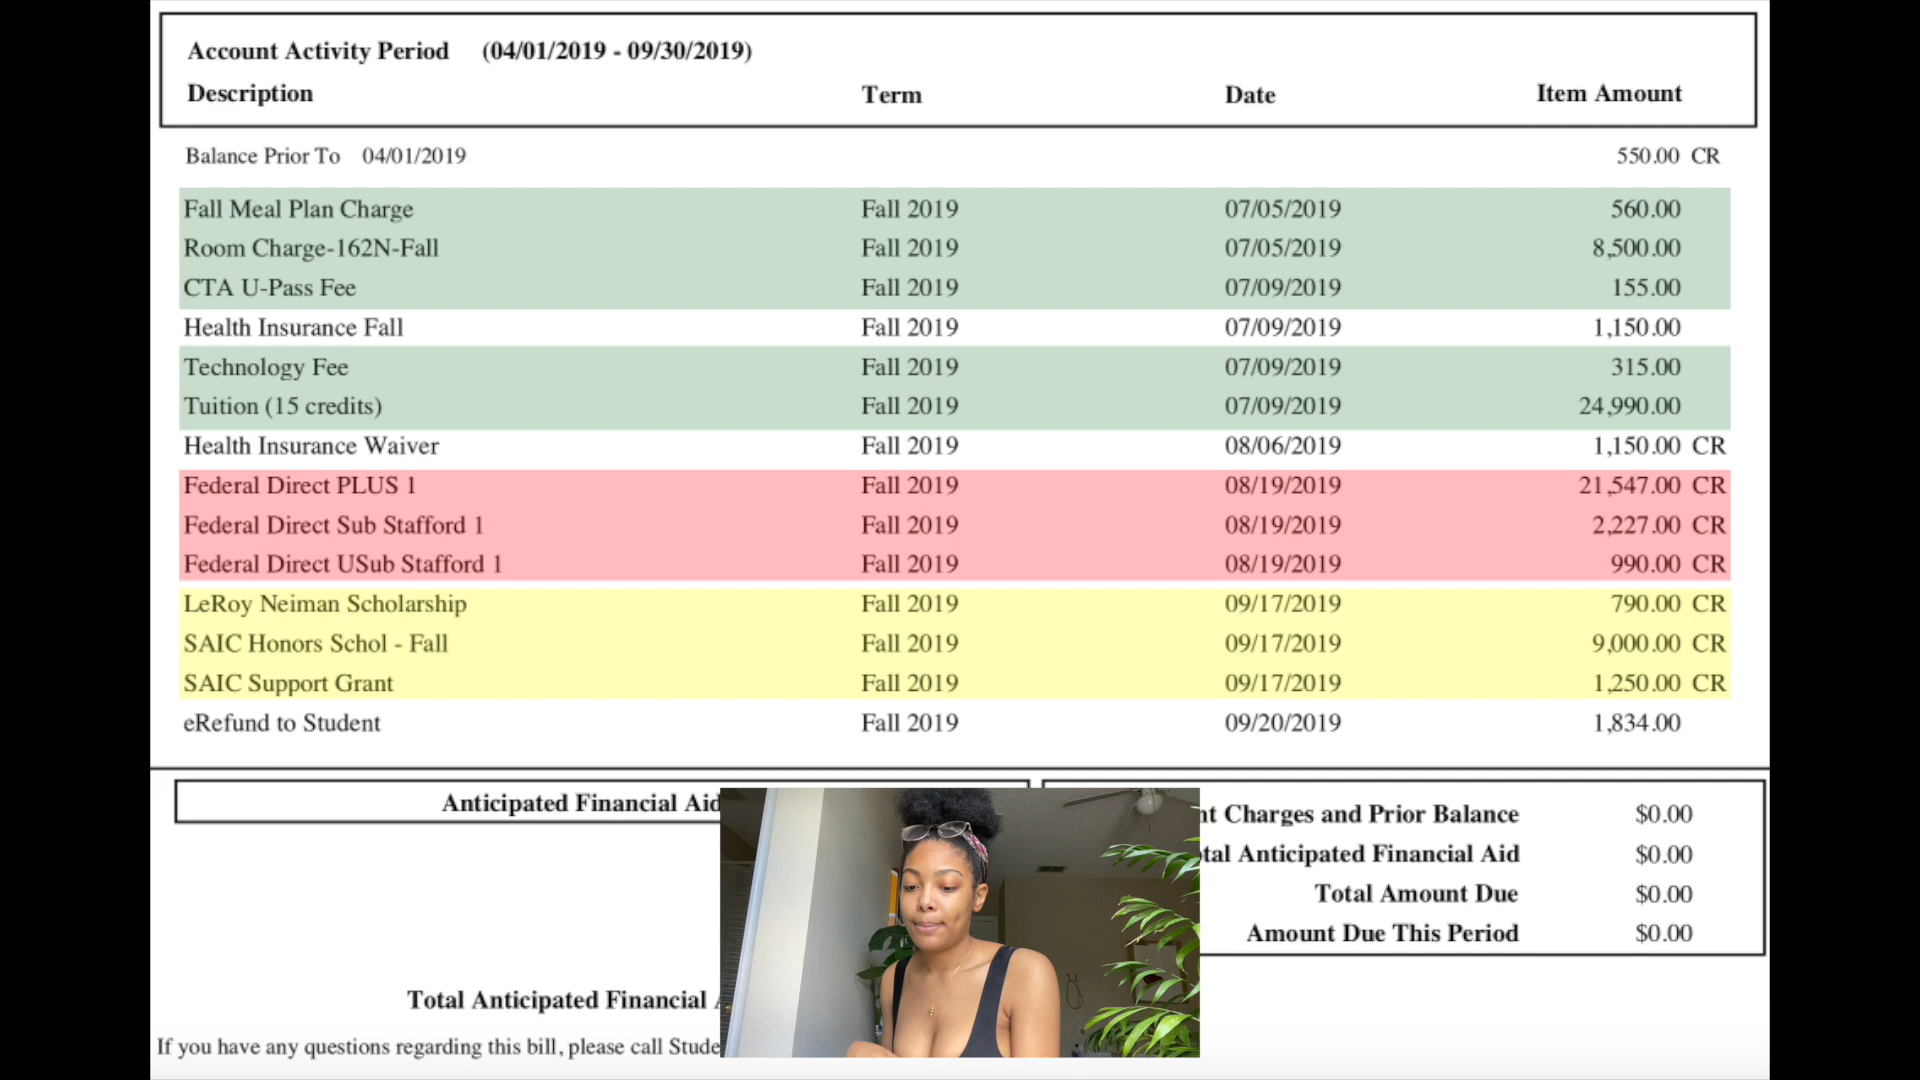 Account Activity Period (04/01/2019 - 09/30/2019)
Description Term Date Item Amount
Balance Prior To 04/01/2019 550.00 CR
Fall Meal Plan Charge Fall 2019 07/05/2019 560.00
Room Charge-162N-Fall Fall 2019 07/05/2019 8,500.00
CTA U-Pass Fee Fall 2019 07/09/2019 155.00
Health Insurance Fall Fall 2019 07/09/2019 1,150.00
Technology Fee Fall 2019 07/09/2019 315.00
Tuition (15 credits) Fall 2019 07/09/2019 24,990.00
Health Insurance Waiver Fall 2019 08/06/2019 1,150.00 CR
Federal Direct PLUS 1 Fall 2019 08/19/2019 21,547.00 CR
Federal Direct Sub Stafford 1 Fall 2019 08/19/2019 2,227.00 CR
Federal Direct USub Stafford 1 Fall 2019 08/19/2019 990.00 CR
LeRoy Neiman Scholarship Fall 2019 09/17/2019 790.00 CR
SAIC Honors Schol - Fall Fall 2019 09/17/2019 9,000.00 CR
SAIC Support Grant Fall 2019 09/17/2019 1,250.00 CR
eRefund to Student Fall 2019 09/20/2019 1,834.00
Anticipated Financial Aid
Charges and Prior Balance $0.00
Anticipated Financial Aid $0.00
Total Amount Due $0.00
Amount Due This Period $0.00
Total Anticipated Financial
If you have any questions regarding this bill, please call